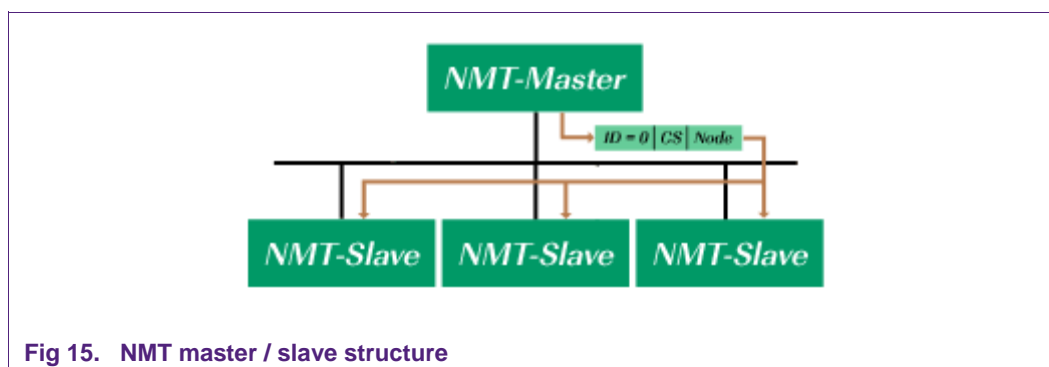 NMT-Master
ID = 0 | CS | Node
NMT-Slave NMT-Slave NMT-Slave
Fig 15. NMT master / slave structure